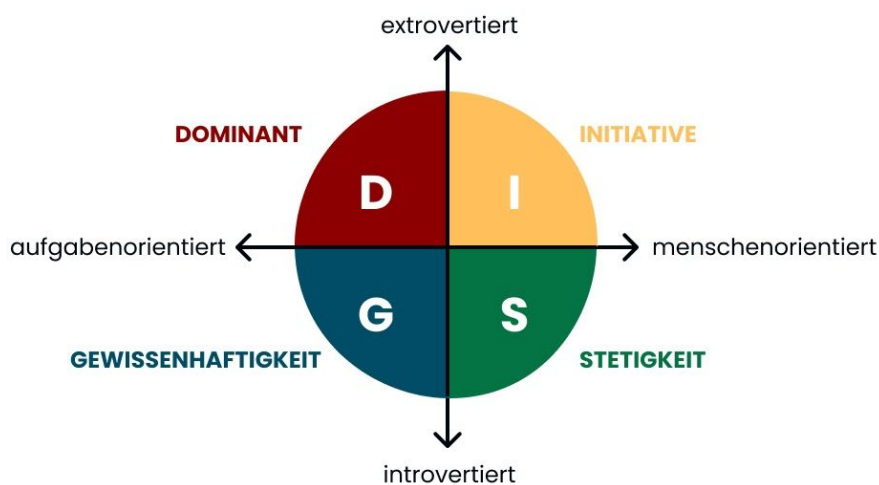 extrovertiert
DOMINANT
INITIATIVE
D
I
aufgabenorientiert
menschenorientiert
G
S
GEWISSENHAFTIGKEIT
STETIGKEIT
introvertiert